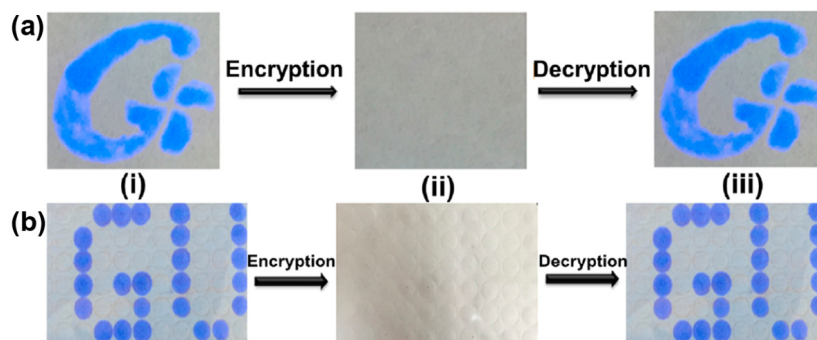 (a)
Encryption
Decryption
(i)
(ii)
(iii)
(b)
Encryption
Decryption